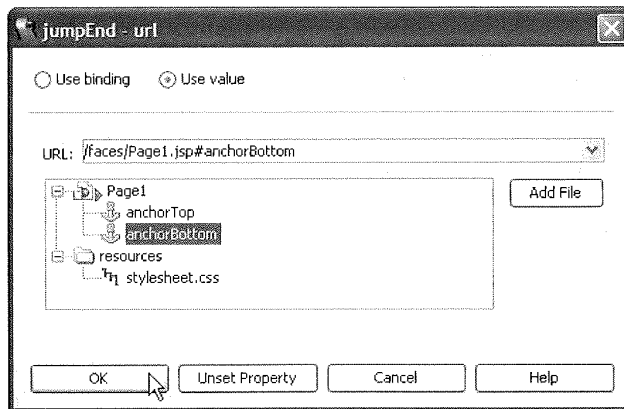 jumpEnd - url
Use binding Use value
URL: /faces/Page1.jsp#anchorBottom
Page1
Add File
anchorTop
anchorBottom
resources
stylesheet.css
OK Unset Property Cancel Help